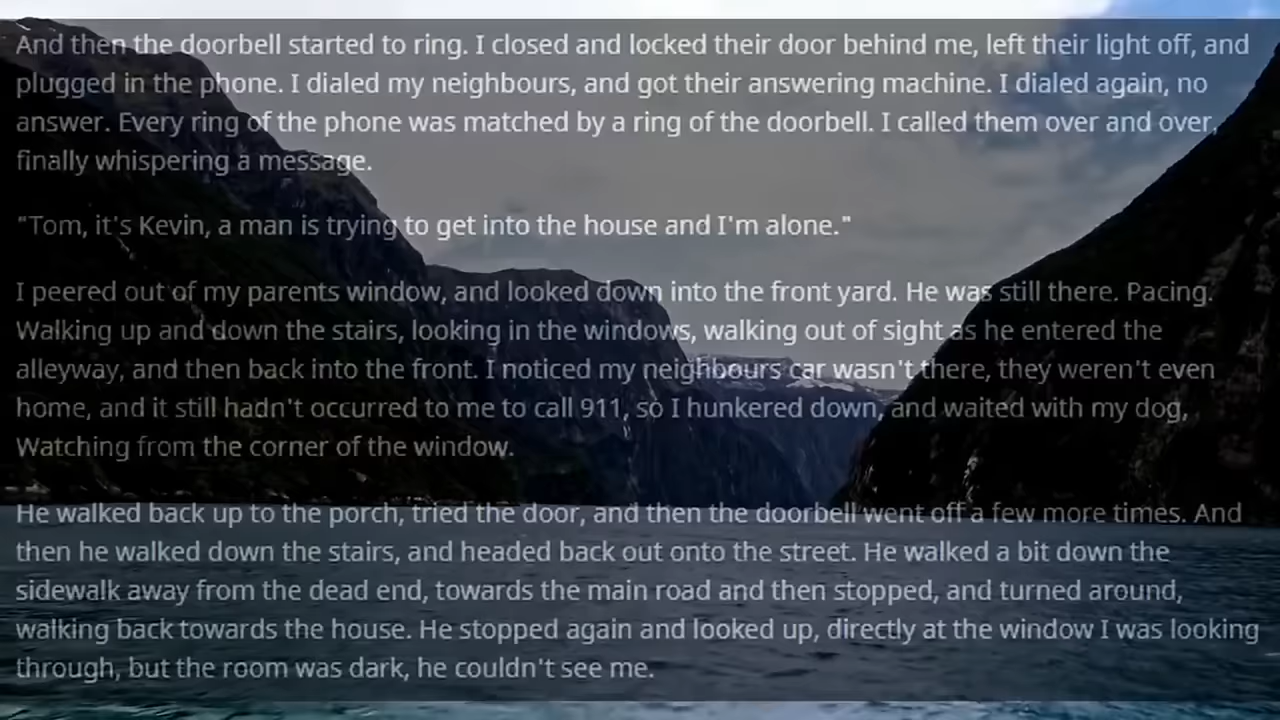 And then the doorbell started to ring. I closed and locked their door behind me, left their light off, and
plugged in the phone. I dialed my neighbours, and got their answering machine. I dialed again, no
answer. Every ring of the phone was matched by a ring of the doorbell. I called them over and over,
finally whispering a message.
"Tom, it's Kevin, a man is trying to get into the house and I'm alone."
I peered out of my parents window, and looked down into the front yard. He was still there. Pacing.
Walking up and down the stairs, looking in the windows, walking out of sight as he entered the
alleyway, and then back into the front. I noticed my neighbours car wasn't there, they weren't even
home, and it still hadn't occurred to me to call 911, so I hunkered down, and waited with my dog,
Watching from the corner of the window.
He walked back up to the porch, tried the door, and then the doorbell went off a few more times. And
then he walked down the stairs, and headed back out onto the street. He walked a bit down the
sidewalk away from the dead end, towards the main road and then stopped, and turned around,
walking back towards the house. He stopped again and looked up, directly at the window I was looking
through, but the room was dark, he couldn't see me.